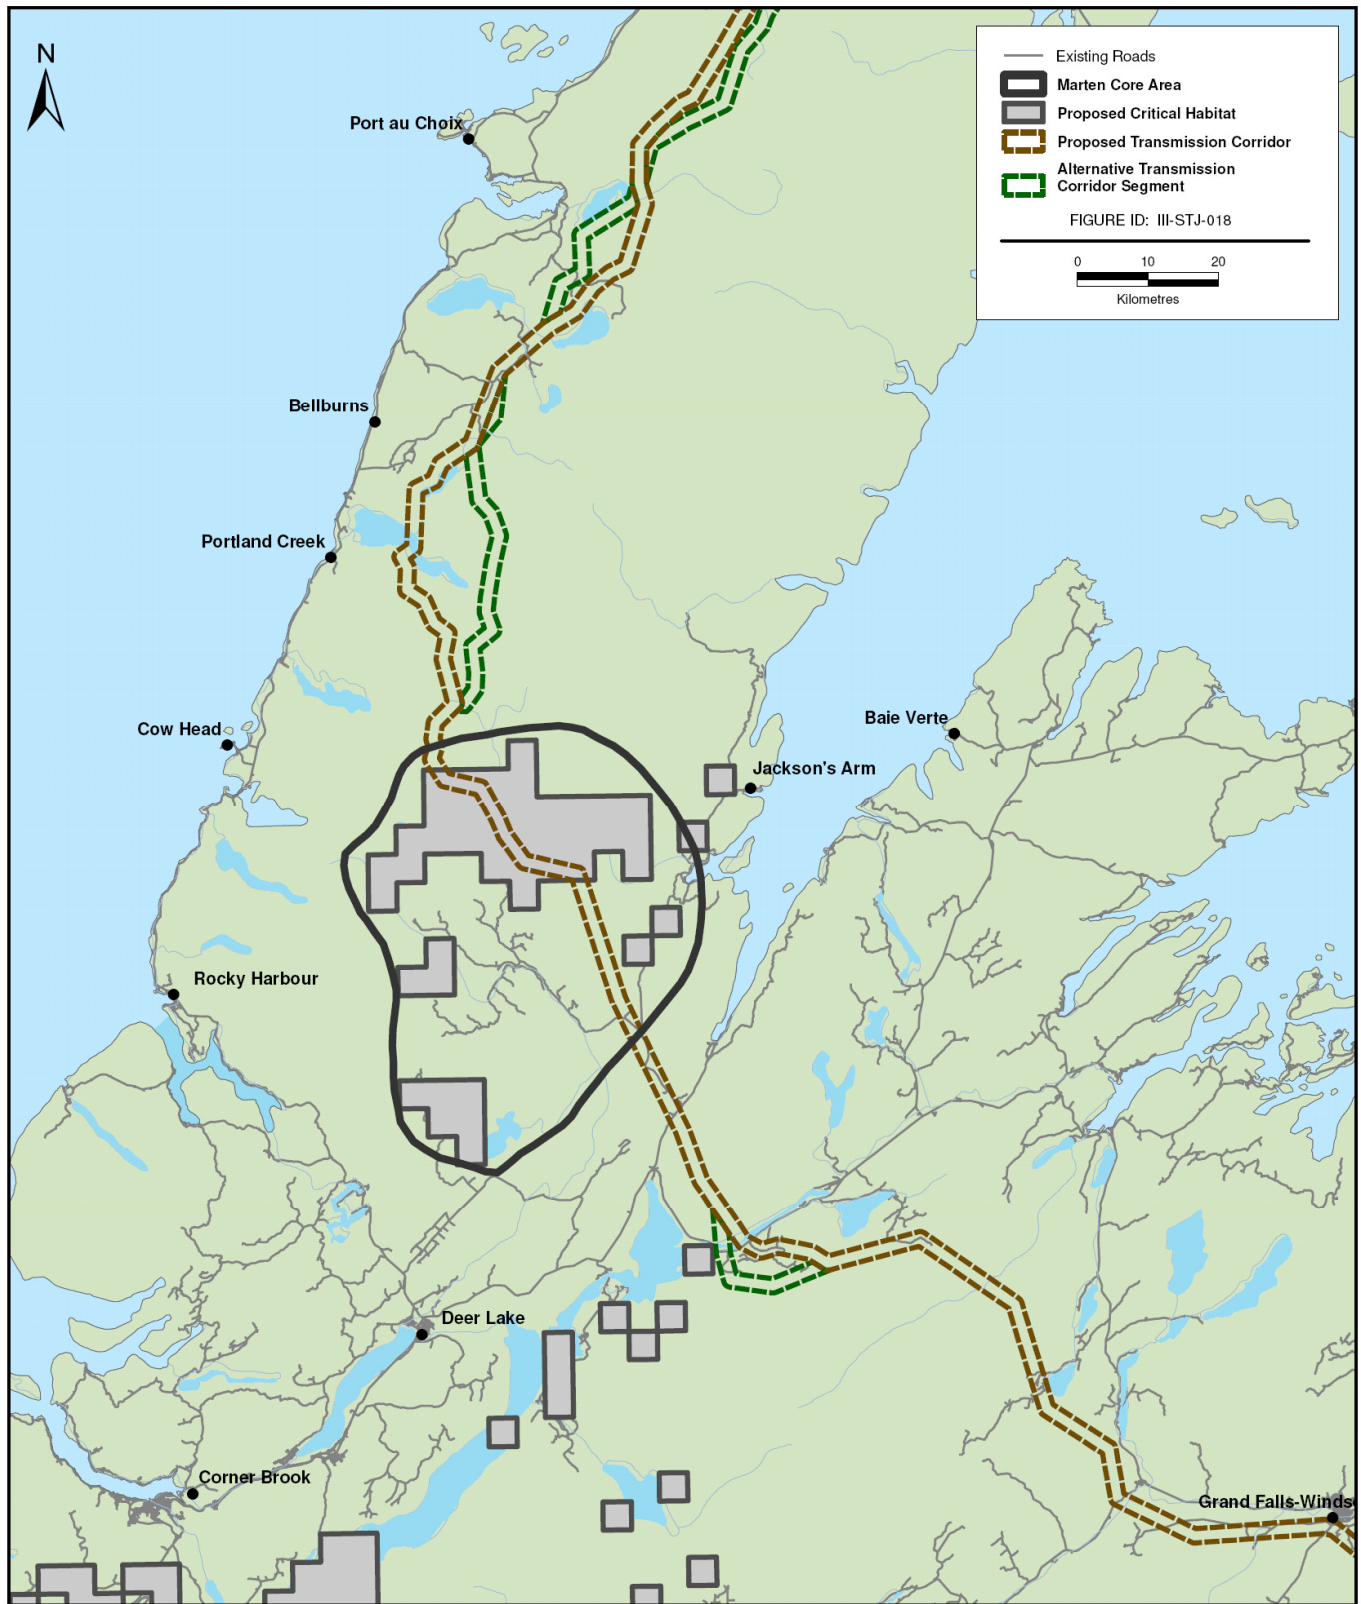 N
Existing Roads
Marten Core Area
Proposed Critical Habitat
Proposed Transmission Corridor
Alternative Transmission
Corridor Segment
FIGURE ID: III-STJ-018
0 10 20
Kilometres
Port au Choix
Bellburns
Portland Creek
Cow Head
Baie Verte
Jackson's Arm
Rocky Harbour
Deer Lake
Corner Brook
Grand Falls-Windso